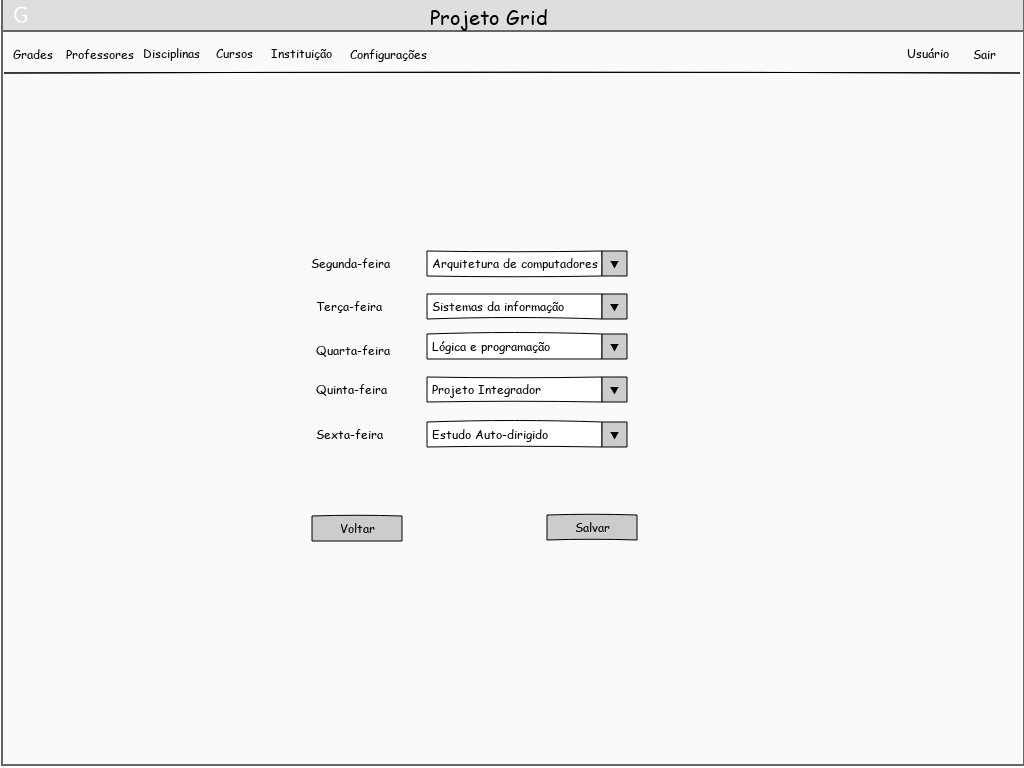 G
Projeto Grid
Grades Professores Disciplinas Cursos Instituição Configurações Usuário Sair
Segunda-feira Arquitetura de computadores
Terça-feira Sistemas da informação
Quarta-feira Lógica e programação
Quinta-feira Projeto Integrador
Sexta-feira Estudo Auto-dirigido
Voltar Salvar